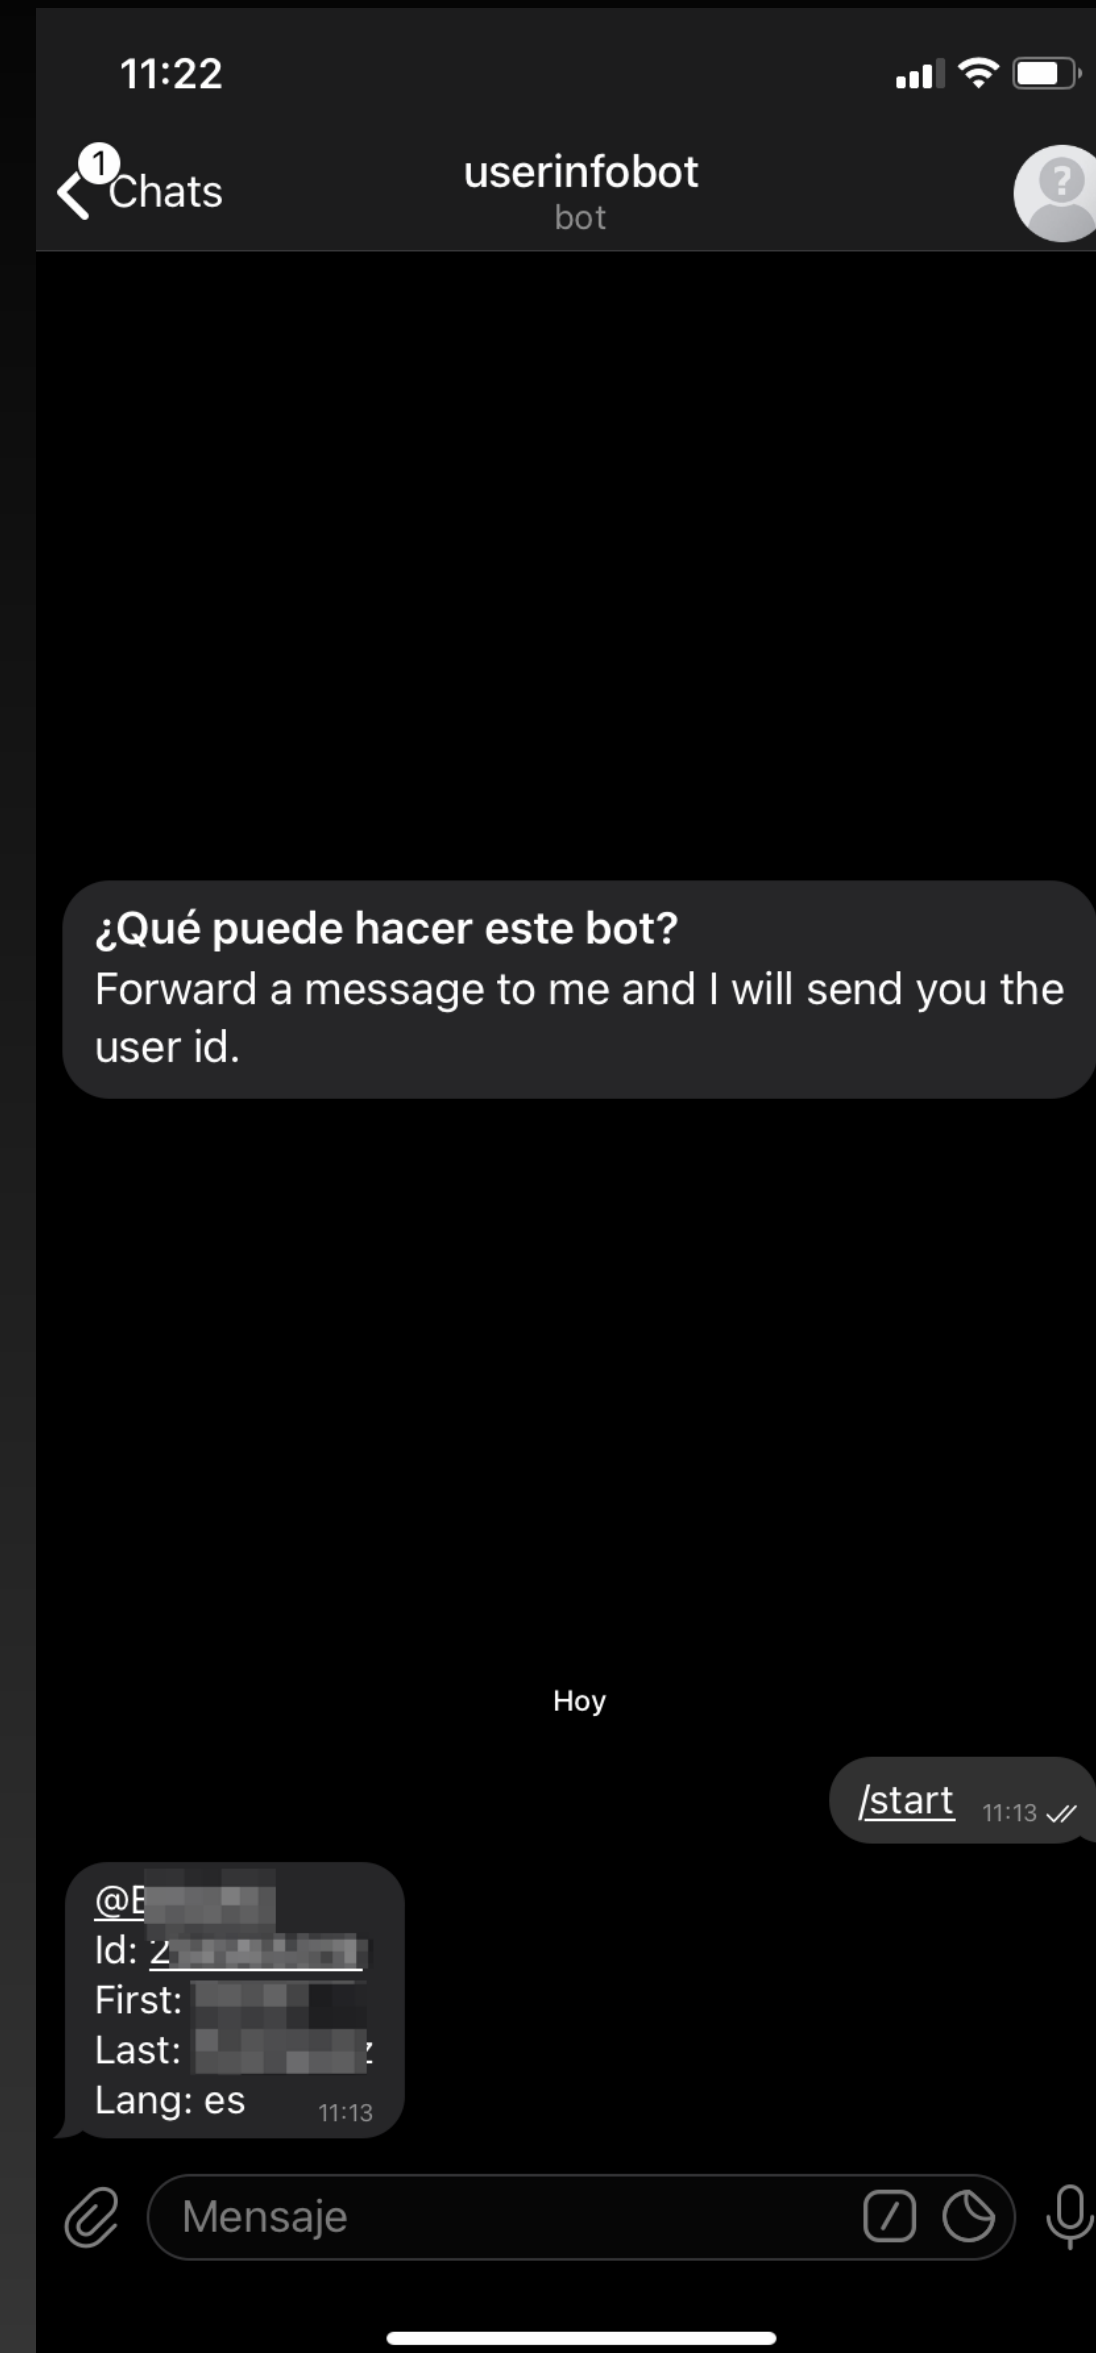 11:22
1
Chats
userinfobot
bot
¿Qué puede hacer este bot?
Forward a message to me and I will send you the
user id.
Hoy
/start 11:13
Id:
First:
Last:
Lang: es 11:13
Mensaje